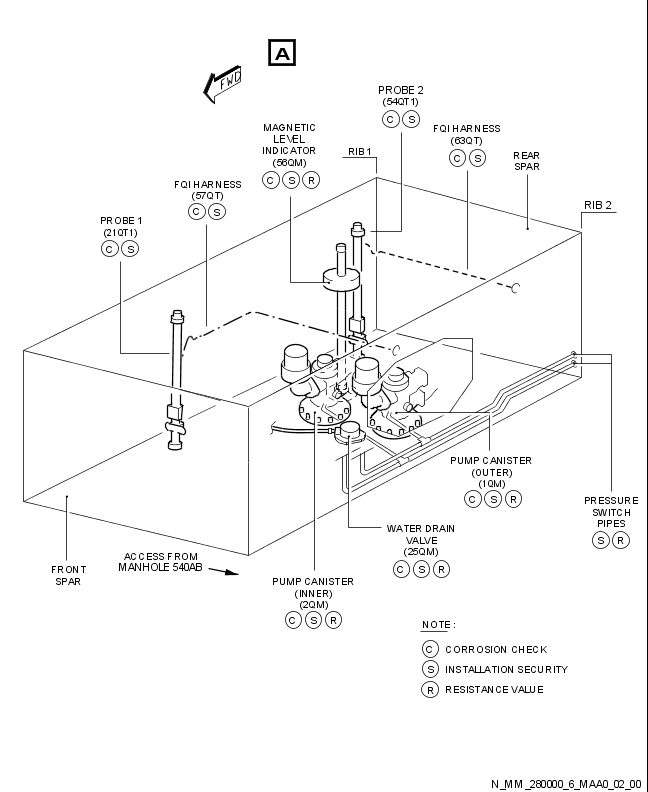 A
FWD
PROBE 2
(54QT1)
C S
MAGNETIC
LEVEL
INDICATOR
(56QM)
C S R
FQI HARNESS
(63QT)
C S
RIB 1
REAR
SPAR
FQI HARNESS
(57QT)
C S
RIB 2
PROBE 1
(21QT1)
C S
PUMP CANISTER
(OUTER)
(1QM)
C S R
PRESSURE
SWITCH
PIPES
S R
WATER DRAIN
VALVE
(25QM)
C S R
FRONT
SPAR
ACCESS FROM
MANHOLE 540AB
PUMP CANISTER
(INNER)
(2QM)
C S R
NOTE :
C CORROSION CHECK
S INSTALLATION SECURITY
R RESISTANCE VALUE
N_MM_280000_6_MAA0_02_00